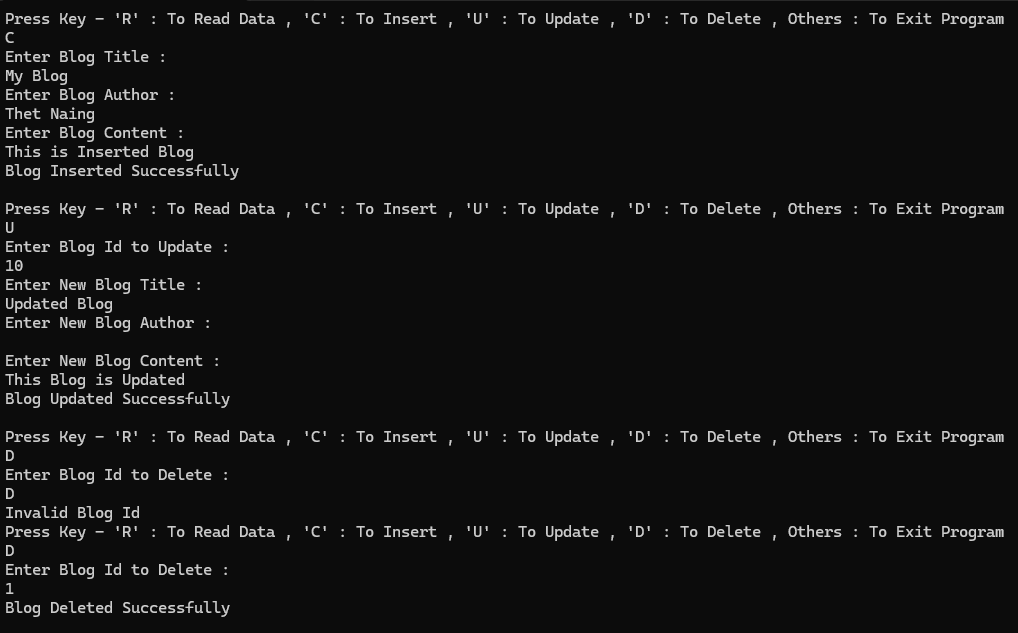 Press Key - 'R' : To Read Data , 'C' : To Insert , 'U' : To Update , 'D' : To Delete , Others : To Exit Program
C
Enter Blog Title :
My Blog
Enter Blog Author :
Thet Naing
Enter Blog Content :
This is Inserted Blog
Blog Inserted Successfully
Press Key - 'R' : To Read Data , 'C' : To Insert , 'U' : To Update , 'D' : To Delete , Others : To Exit Program
U
Enter Blog Id to Update :
10
Enter New Blog Title :
Updated Blog
Enter New Blog Author :
Enter New Blog Content :
This Blog is Updated
Blog Updated Successfully
Press Key - 'R' : To Read Data , 'C' : To Insert , 'U' : To Update , 'D' : To Delete , Others : To Exit Program
D
Enter Blog Id to Delete :
D
Invalid Blog Id
Press Key - 'R' : To Read Data , 'C' : To Insert , 'U' : To Update , 'D' : To Delete , Others : To Exit Program
D
Enter Blog Id to Delete :
1
Blog Deleted Successfully